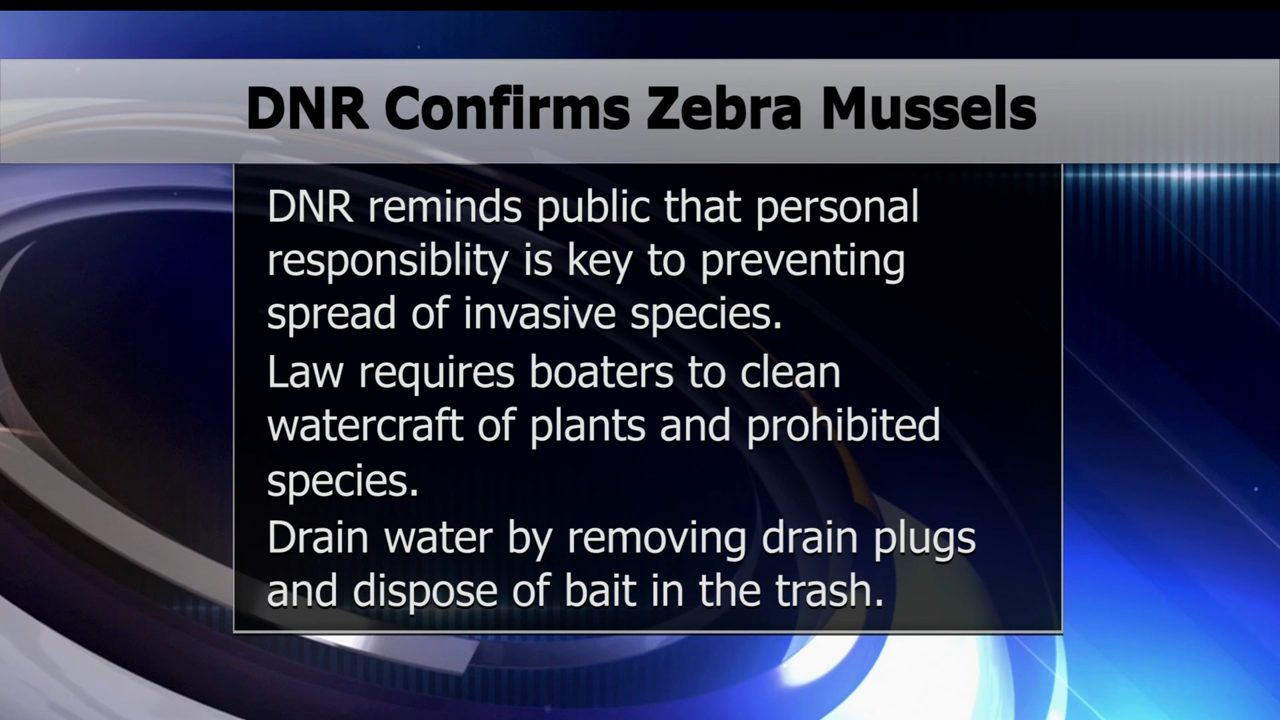 DNR Confirms Zebra Mussels
DNR reminds public that personal
responsiblity is key to preventing
spread of invasive species.
Law requires boaters to clean
watercraft of plants and prohibited
species.
Drain water by removing drain plugs
and dispose of bait in the trash.